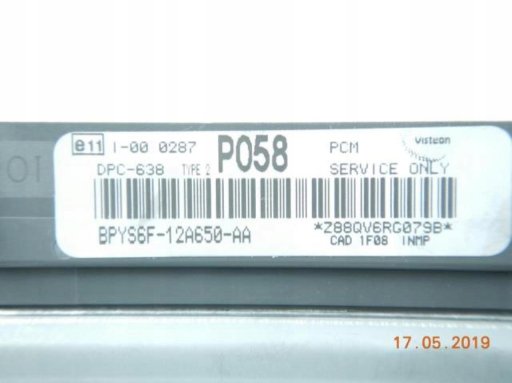 e11 1-00 0287 P058 PCM Visteon
DPC-638 TYPE 2 SERVICE ONLY
BPYS6F-12A650-AA *Z88QV6RG079B*
CAD 1F08 INMP
17.05.2019